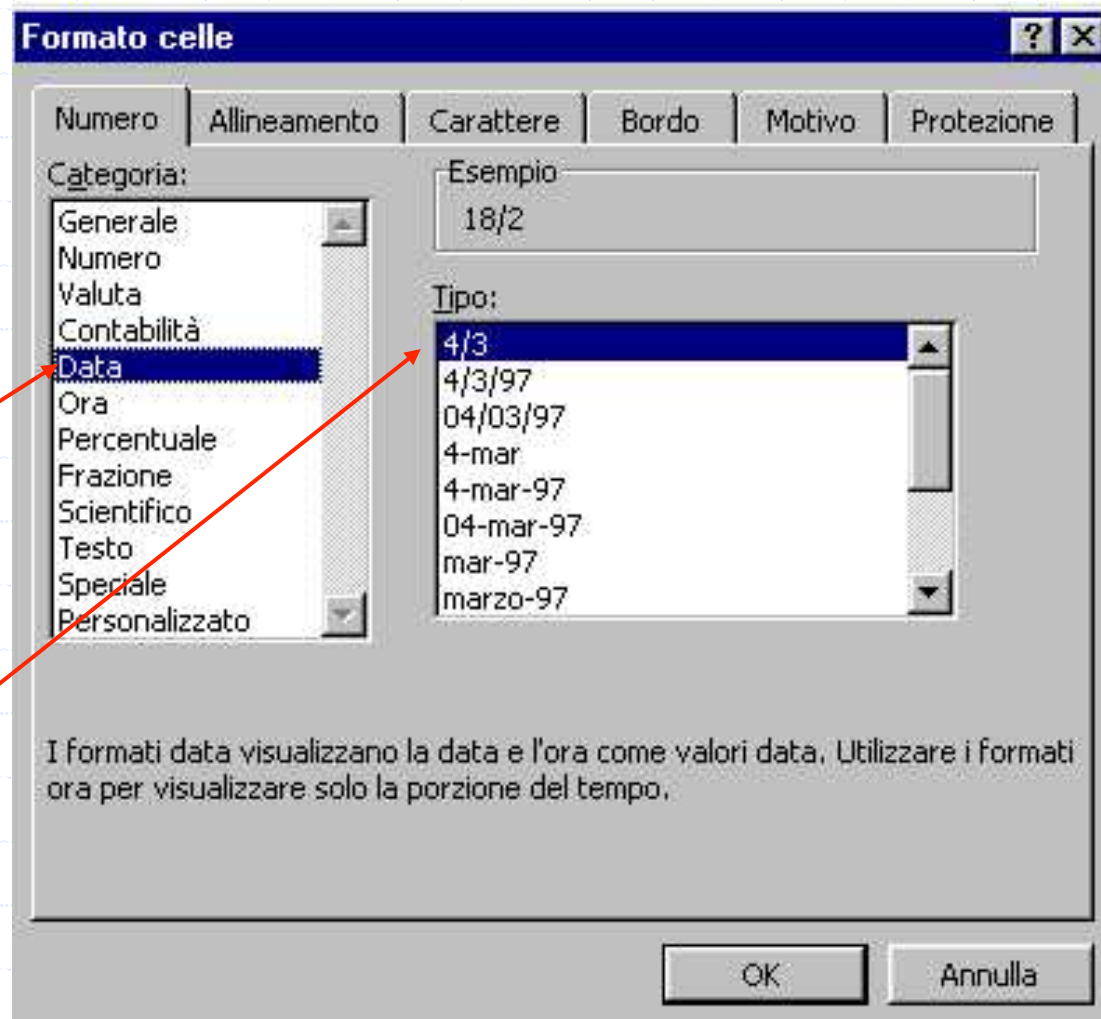 Formato celle
Numero Allineamento Carattere Bordo Motivo Protezione
Categoria:
Generale
Numero
Valuta
Contabilità
Data
Ora
Percentuale
Frazione
Scientifico
Testo
Speciale
Personalizzato
Esempio
18/2
Tipo:
4/3
4/3/97
04/03/97
4-mar
4-mar-97
04-mar-97
mar-97
marzo-97
I formati data visualizzano la data e l'ora come valori data. Utilizzare i formati
ora per visualizzare solo la porzione del tempo.
OK Annulla